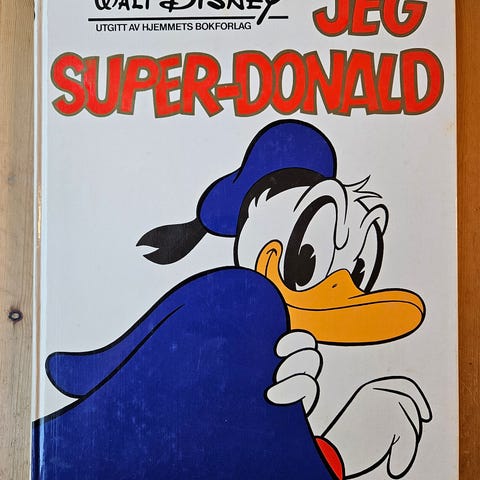 WALT DISNEY
UTGITT AV HJEMMETS BOKFORLAG
JEG
SUPER-DONALD